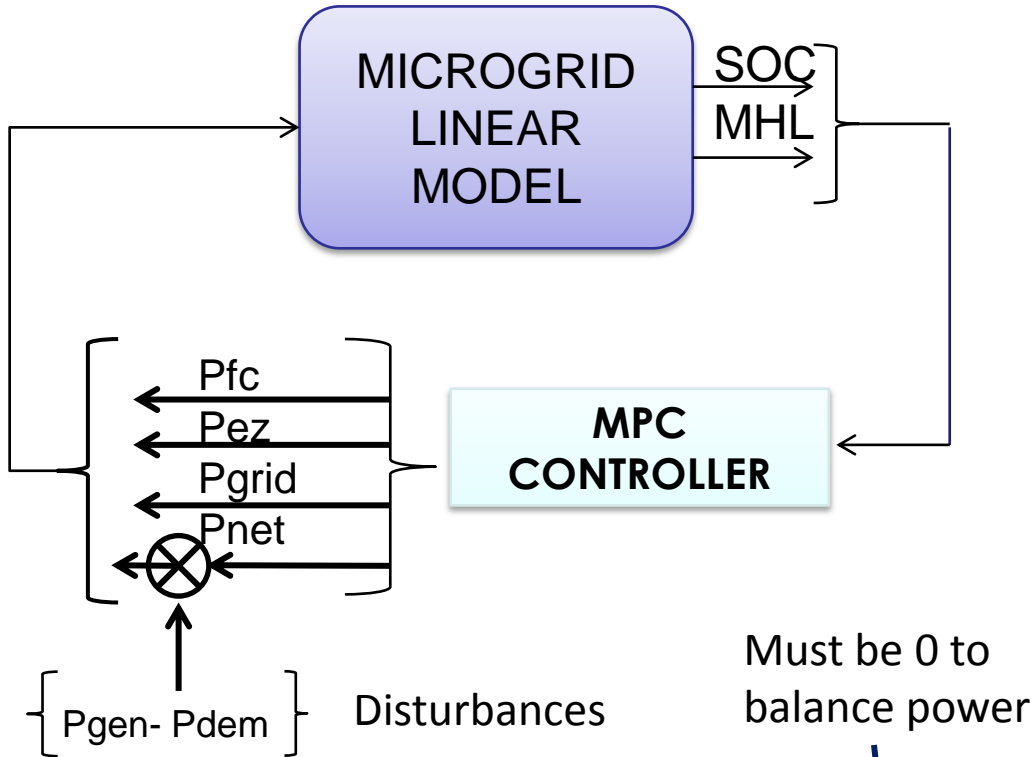 MICROGRID
LINEAR
MODEL
SOC
MHL
Pfc
Pez
Pgrid
Pnet
MPC
CONTROLLER
Pgen- Pdem
Disturbances
Must be 0 to
balance power